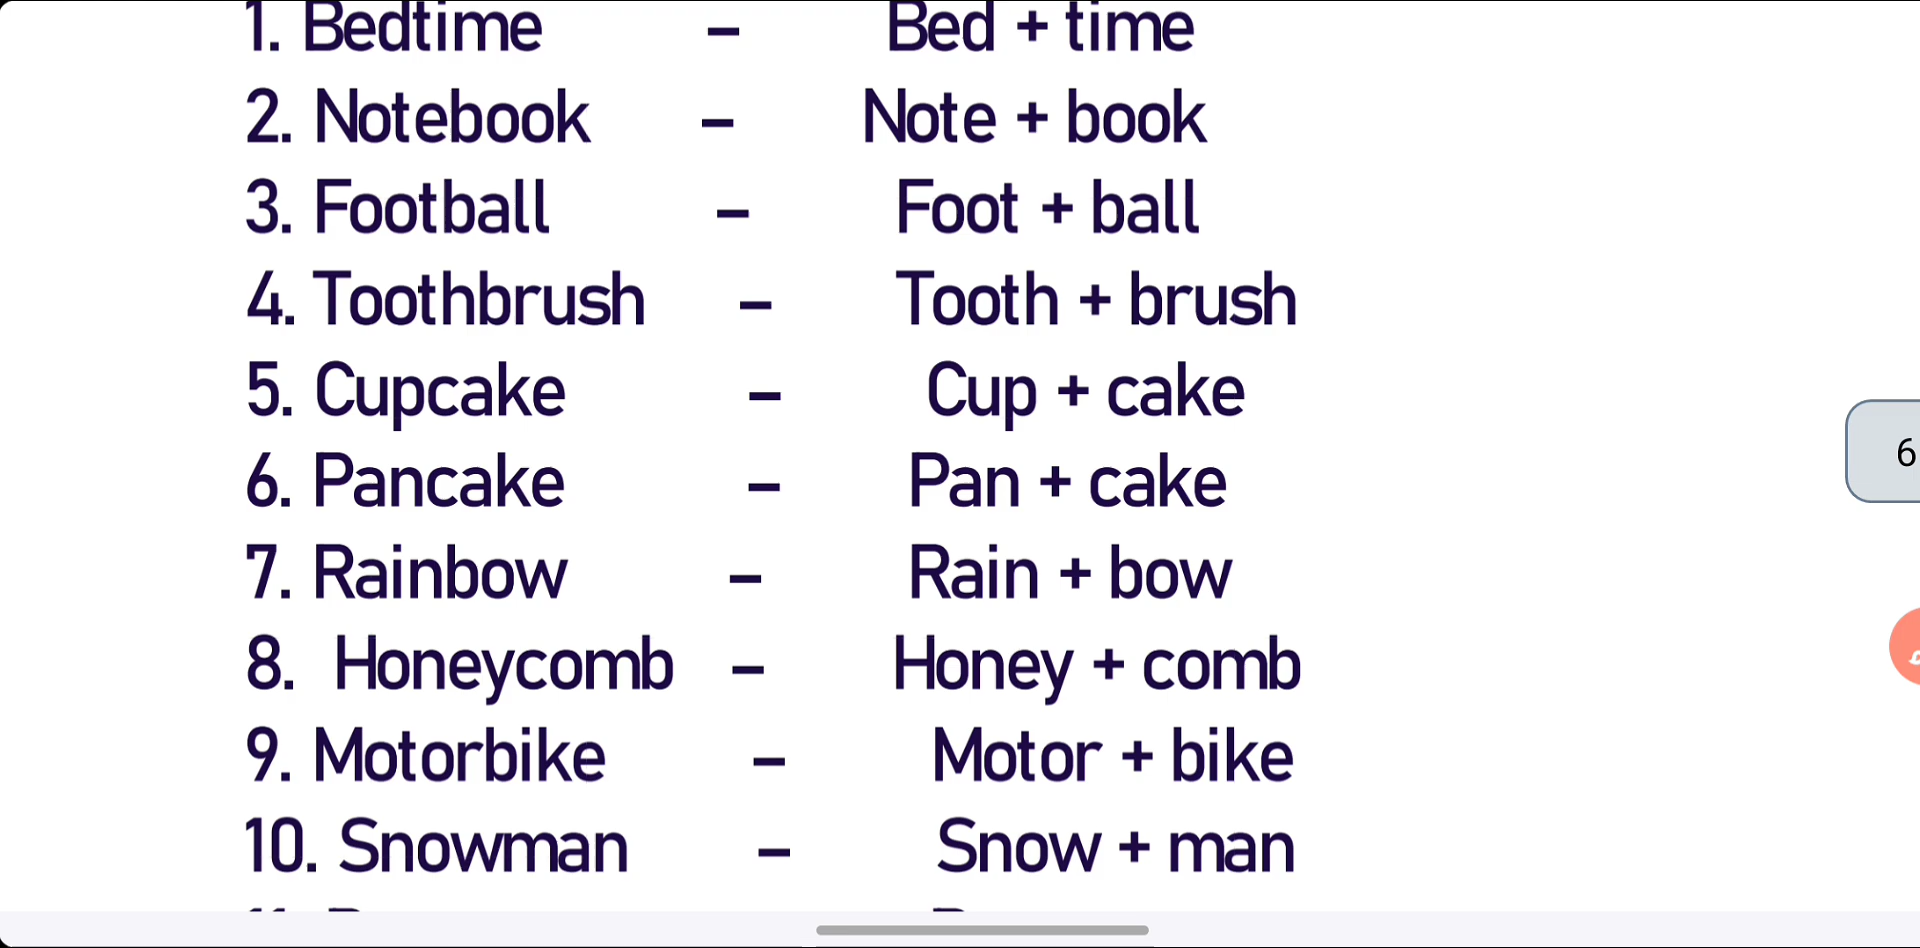 1. Bedtime – Bed + time
2. Notebook – Note + book
3. Football – Foot + ball
4. Toothbrush – Tooth + brush
5. Cupcake – Cup + cake
6. Pancake – Pan + cake
7. Rainbow – Rain + bow
8. Honeycomb – Honey + comb
9. Motorbike – Motor + bike
10. Snowman – Snow + man
6